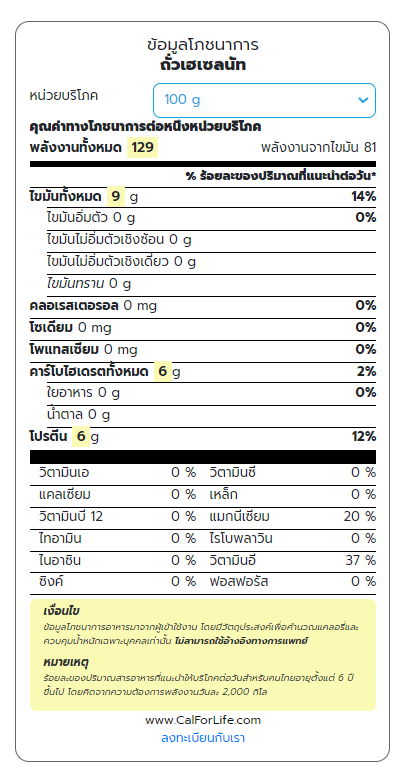 ข้อมูลโภชนาการ
ถั่วเฮเซลนัท
หน่วยบริโภค 100 g
คุณค่าทางโภชนาการต่อหนึ่งหน่วยบริโภค
พลังงานทั้งหมด 129 พลังงานจากไขมัน 81
% ร้อยละของปริมาณที่แนะนำต่อวัน*
ไขมันทั้งหมด 9 g 14%
ไขมันอิ่มตัว 0 g 0%
ไขมันไม่อิ่มตัวเชิงซ้อน 0 g
ไขมันไม่อิ่มตัวเชิงเดี่ยว 0 g
ไขมันทราน 0 g
คลอเรสเตอรอล 0 mg 0%
โซเดียม 0 mg 0%
โพแทสเซียม 0 mg 0%
คาร์โบไฮเดรตทั้งหมด 6 g 2%
ใยอาหาร 0 g 0%
น้ำตาล 0 g
โปรตีน 6 g 12%
วิตามินเอ 0 % วิตามินซี 0 %
แคลเซียม 0 % เหล็ก 0 %
วิตามินบี 12 0 % แมกนีเซียม 20 %
ไทอามิน 0 % ไรโบพลาวิน 0 %
ไนอาซิน 0 % วิตามินอี 37 %
ซิงค์ 0 % ฟอสฟอรัส 0 %
เงื่อนไข
ข้อมูลโภชนาการอาหารมาจากผู้เข้าใช้งาน โดยมีวัตถุประสงค์เพื่อคำนวณแคลอรี่และ
ควบคุมน้ำหนักเฉพาะบุคคลเท่านั้น ไม่สามารถใช้อ้างอิงทางการแพทย์
หมายเหตุ
ร้อยละของปริมาณสารอาหารที่แนะนำให้บริโภคต่อวันสำหรับคนไทยอายุตั้งแต่ 6 ปี
ขึ้นไป โดยคิดจากความต้องการพลังงานวันละ 2,000 กิโล
www.CalForLife.com
ลงทะเบียนกับเรา